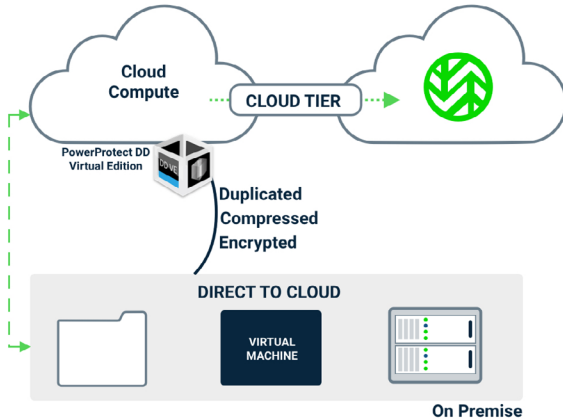 Cloud
Compute
CLOUD TIER
PowerProtect DD
Virtual Edition
DD VE
Duplicated
Compressed
Encrypted
DIRECT TO CLOUD
VIRTUAL
MACHINE
On Premise